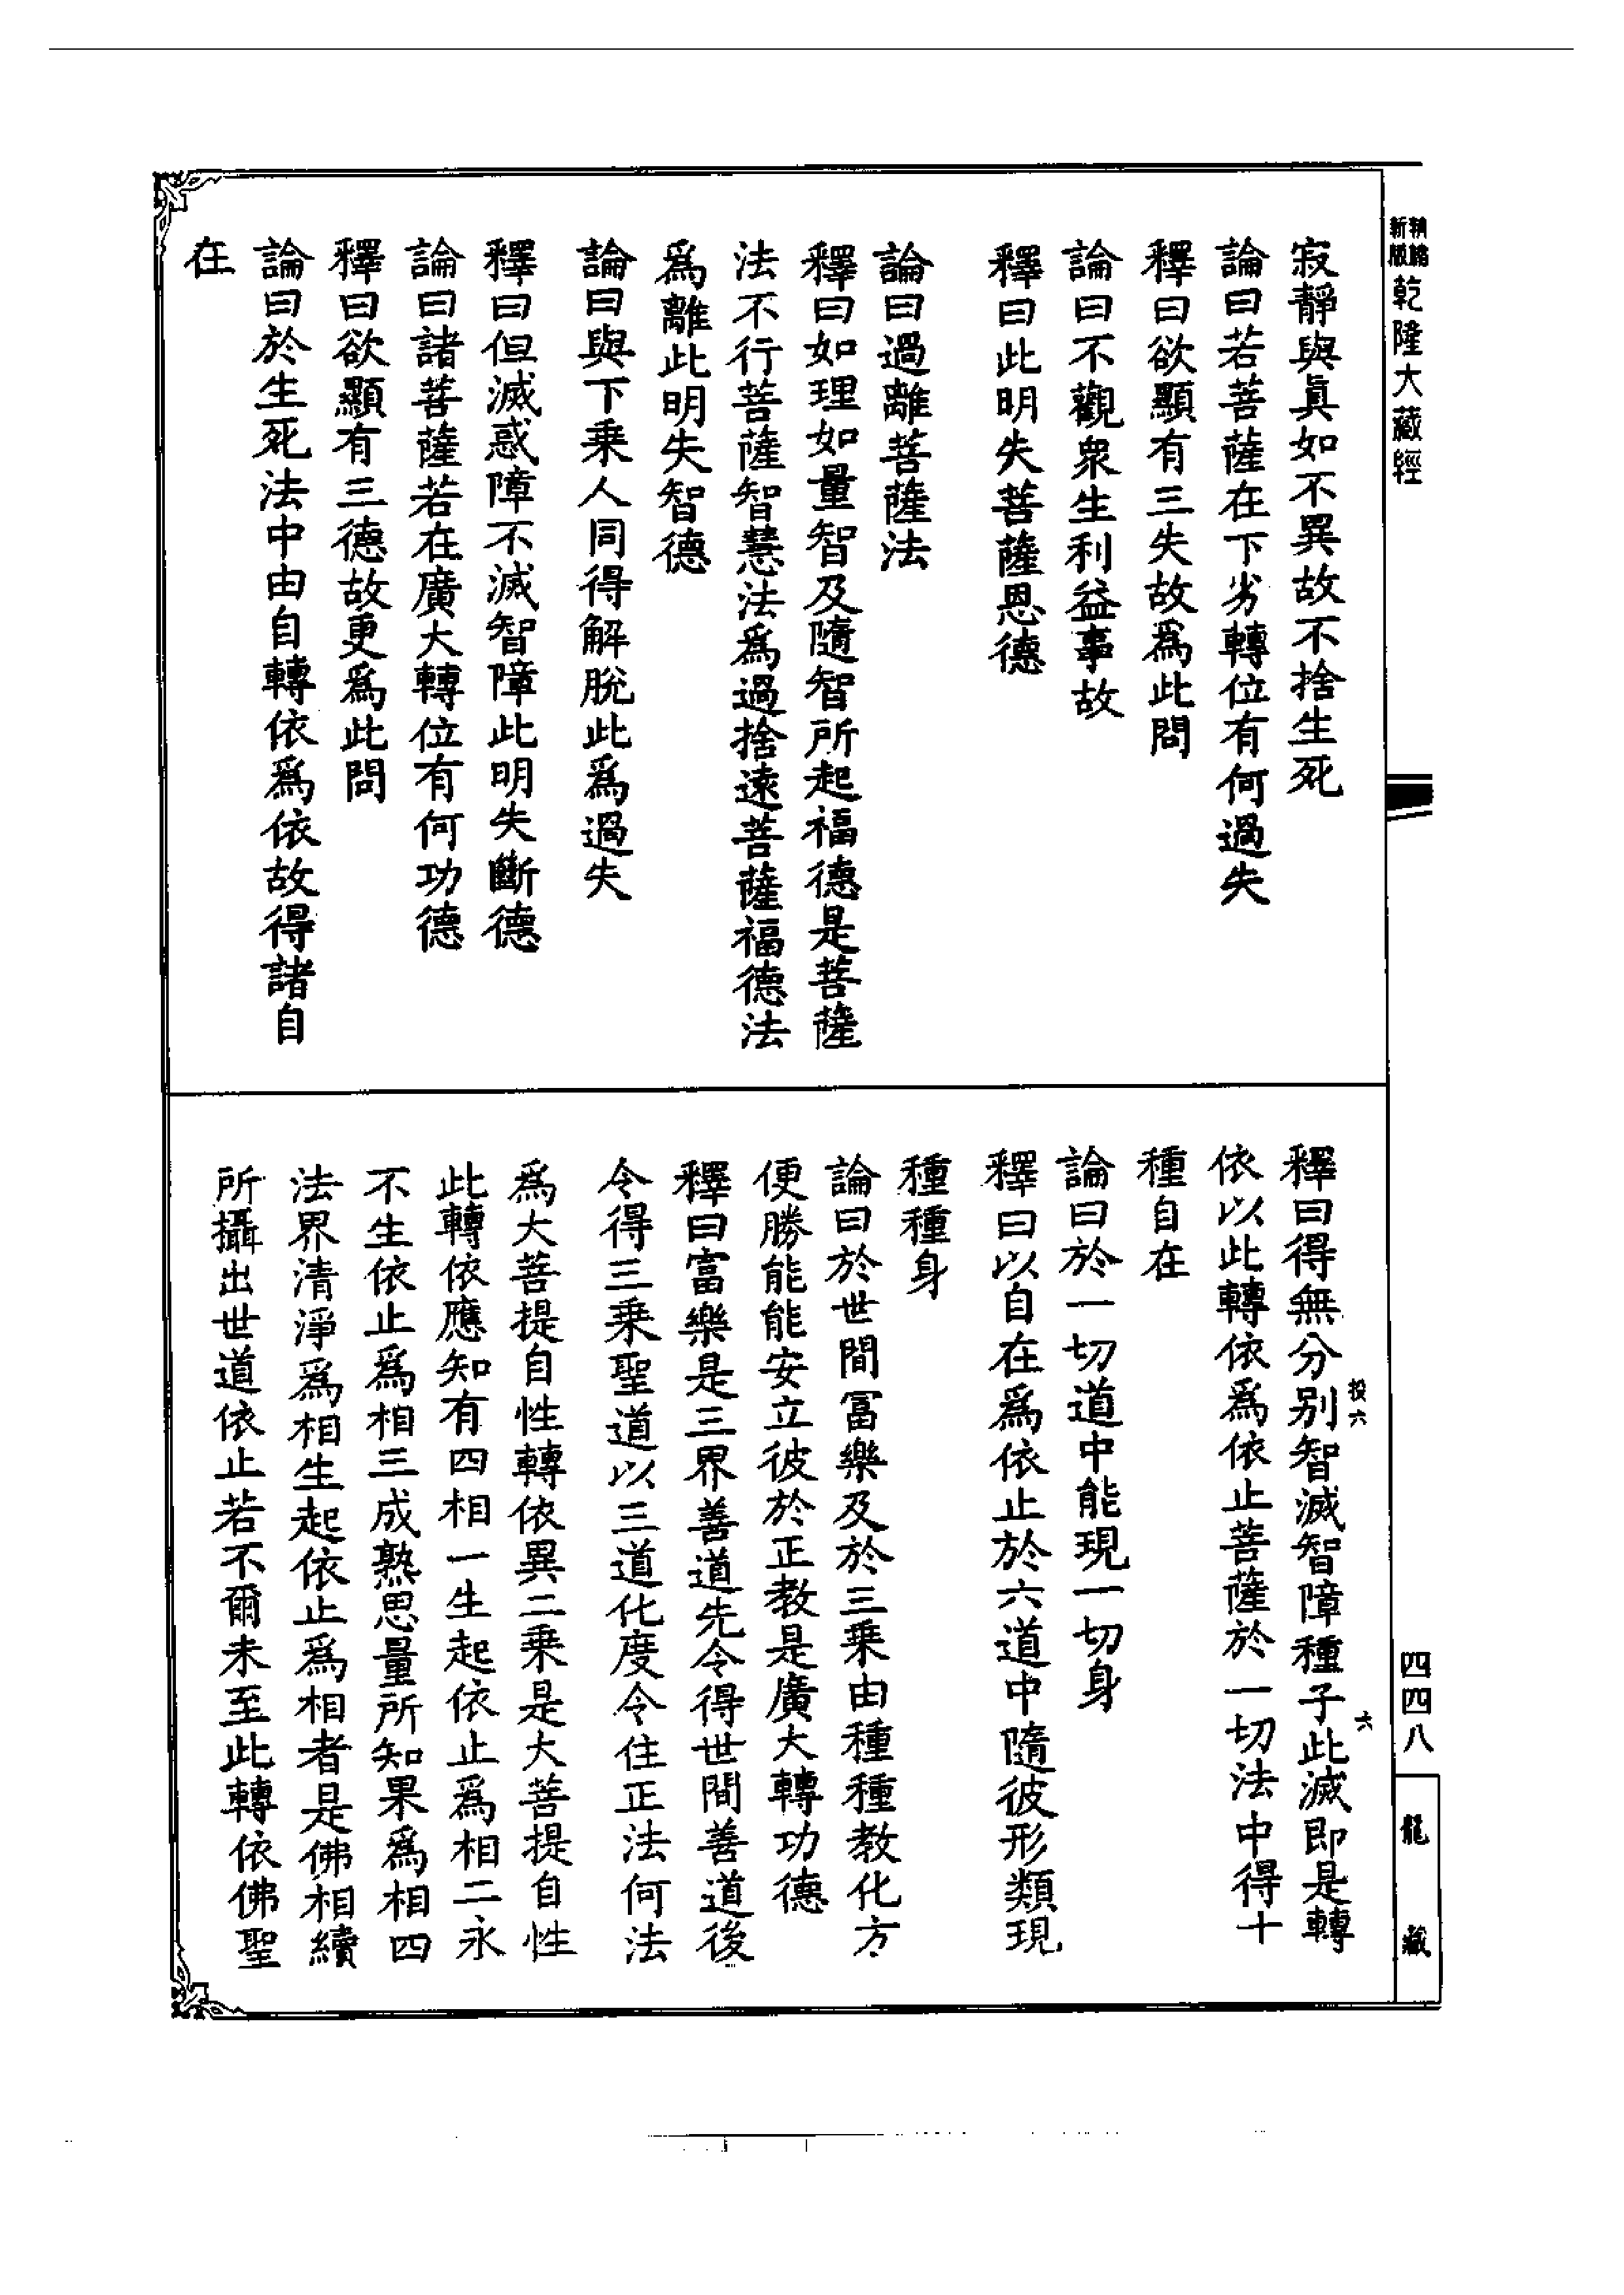 精編
新版
乾隆大藏經
寂靜與眞如不異故不捨生死
論曰若菩薩在下劣轉位有何過失
釋曰欲顯有三失故爲此問
論曰不觀衆生利益事故
釋曰此明失菩薩恩德
論曰過離菩薩法
釋曰如理如量智及隨智所起福德是菩薩
法不行菩薩智慧法爲過捨遠菩薩福德法
爲離此明失智德
論曰與下乘人同得解脫此爲過失
釋曰但滅惑障不滅智障此明失斷德
論曰諸菩薩若在廣大轉位有何功德
釋曰欲顯有三德故更爲此問
論曰於生死法中由自轉依爲依故得諸自
在
釋曰得無分別智滅智障種子此滅即是轉
依以此轉依爲依止菩薩於一切法中得十
種自在
論曰於一切道中能現一切身
釋曰以自在爲依止於六道中隨彼形類現
種種身
論曰於世間富樂及於三乘由種種教化方
便勝能能安立彼於正教是廣大轉功德
釋曰富樂是三界善道先令得世間善道後
令得三乘聖道以三道化度令住正法何法
爲大菩提自性轉依異二乘是大菩提自性
此轉依應知有四相一生起依止爲相二永
不生依止爲相三成熟思量所知果爲相四
法界清淨爲相生起依止爲相者是佛相續
所攝出世道依止若不爾未至此轉依佛聖
投六
六
四四八
龍藏